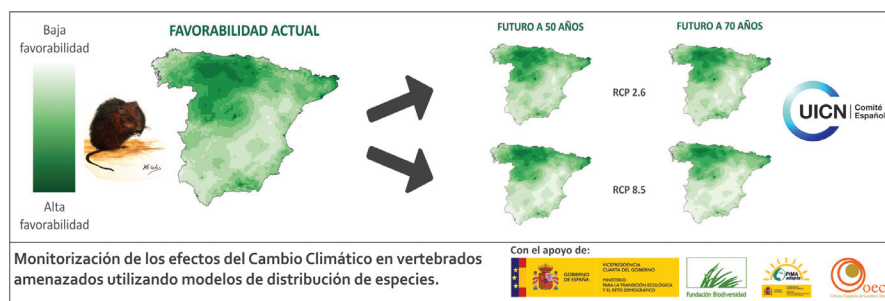 Baja
favorabilidad
FAVORABILIDAD ACTUAL
FUTURO A 50 AÑOS
FUTURO A 70 AÑOS
RCP 2.6
UICN
Comité
Español
RCP 8.5
Alta
favorabilidad
Monitorización de los efectos del Cambio Climático en vertebrados
amenazados utilizando modelos de distribución de especies.
Con el apoyo de:
GOBIERNO
DE ESPAÑA
VICEPRESIDENCIA
CUARTA DEL GOBIERNO
MINISTERIO
PARA LA TRANSICIÓN ECOLÓGICA
Y EL RETO DEMOGRÁFICO
Fundación Biodiversidad
PIMA
adapta
oecc